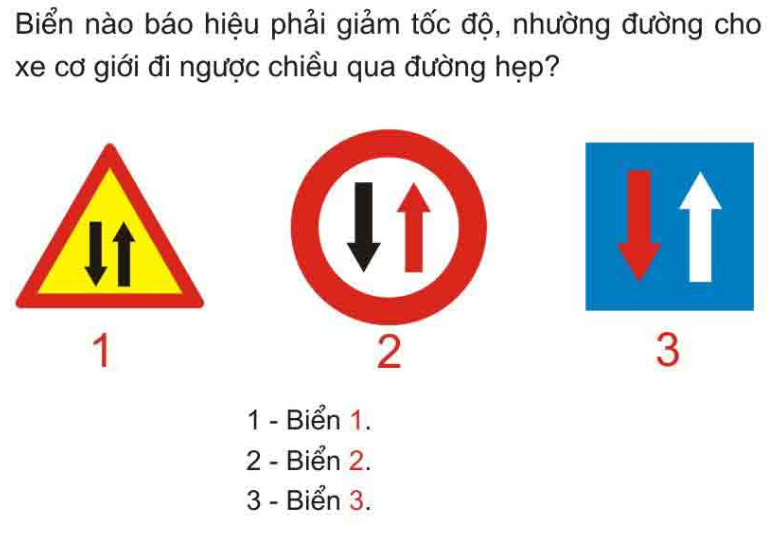 Biển nào báo hiệu phải giảm tốc độ, nhường đường cho
xe cơ giới đi ngược chiều qua đường hẹp?
1
2
3
1 - Biển 1.
2 - Biển 2.
3 - Biển 3.